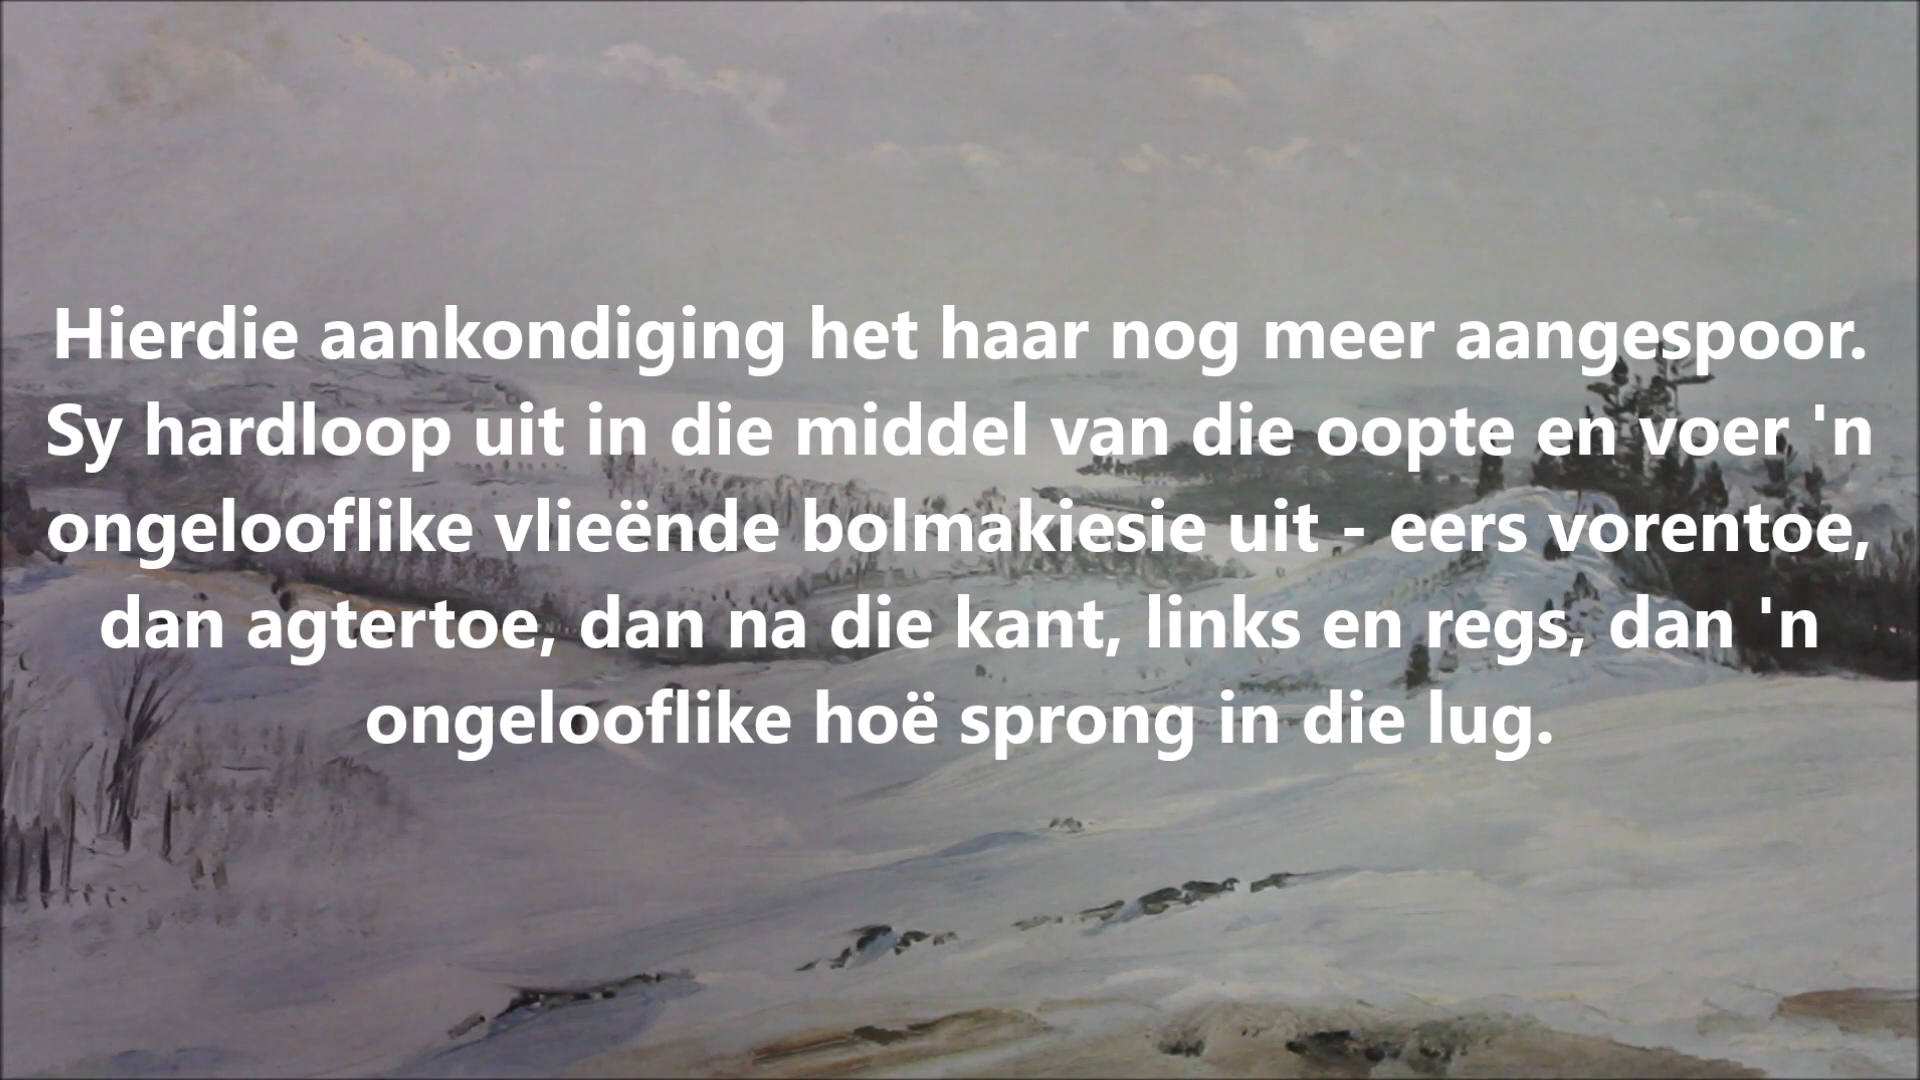 Hierdie aankondiging het haar nog meer aangespoor.
Sy hardloop uit in die middel van die oopte en voer 'n
ongelooflike vlieënde bolmakiesie uit - eers vorentoe,
dan agtertoe, dan na die kant, links en regs, dan 'n
ongelooflike hoë sprong in die lug.